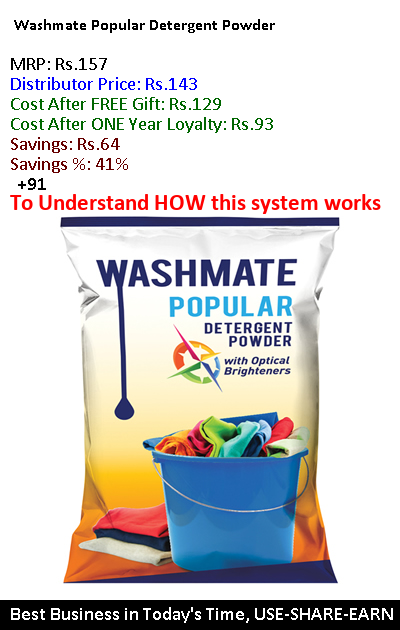 Washmate Popular Detergent Powder
MRP: Rs.157
Distributor Price: Rs.143
Cost After FREE Gift: Rs.129
Cost After ONE Year Loyalty: Rs.93
Savings: Rs.64
Savings %: 41%
+91
To Understand HOW this system works
WASHMATE
POPULAR
DETERGENT
POWDER
with Optical
Brighteners
Best Business in Today's Time, USE-SHARE-EARN